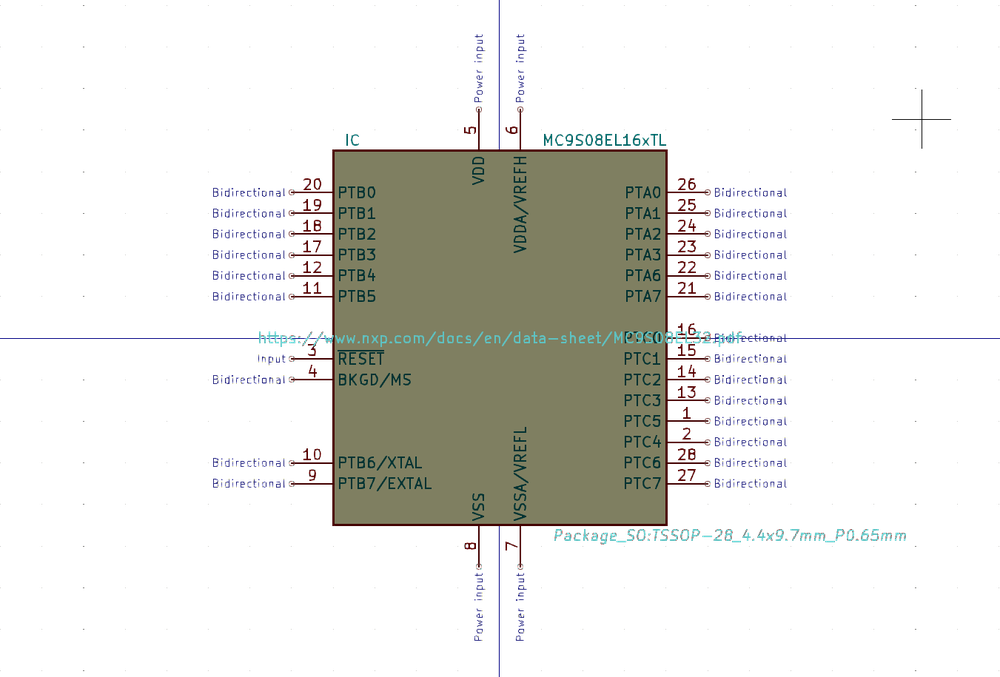 Power input
Power input
5
6
IC
MC9S08EL16xTL
VDD
VDDA/VREFH
Bidirectional 20 PTB0
PTA0 26 Bidirectional
Bidirectional 19 PTB1
PTA1 25 Bidirectional
Bidirectional 18 PTB2
PTA2 24 Bidirectional
Bidirectional 17 PTB3
PTA3 23 Bidirectional
Bidirectional 12 PTB4
PTA6 22 Bidirectional
Bidirectional 11 PTB5
PTA7 21 Bidirectional
https://www.nxp.com/docs/en/data-sheet/MC9S08EL32.pdf
PTC0 16 Bidirectional
Input 3 RESET
PTC1 15 Bidirectional
Bidirectional 4 BKGD/MS
PTC2 14 Bidirectional
PTC3 13 Bidirectional
PTC5 1 Bidirectional
PTC4 2 Bidirectional
Bidirectional 10 PTB6/XTAL
PTC6 28 Bidirectional
Bidirectional 9 PTB7/EXTAL
PTC7 27 Bidirectional
VSS
VSSA/VREFL
8
7
Package_SO:TSSOP-28_4.4x9.7mm_P0.65mm
Power input
Power input